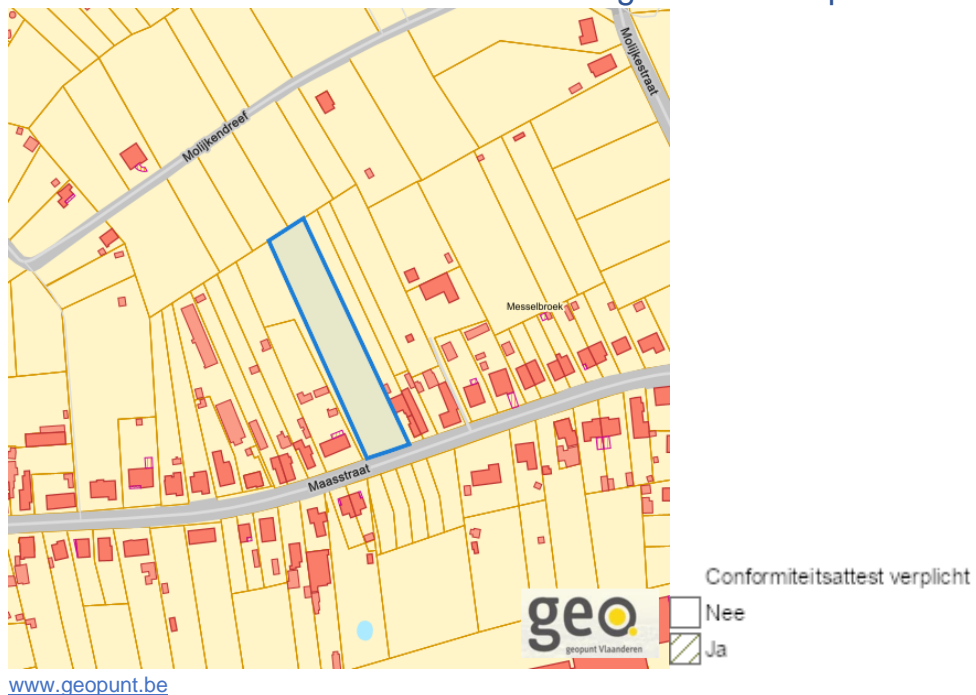 Molijkestraat
Molijkendreef
Messelbroek
Maasstraat
geo.
geopunt Vlaanderen
Conformiteitsattest verplicht
Nee
Ja
www.geopunt.be